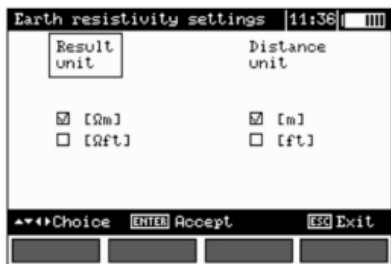 Earth resistivity settings 11:36
Result unit
Distance unit
[Ωm]
[Ωft]
[m]
[ft]
Choice ENTER Accept ESC Exit